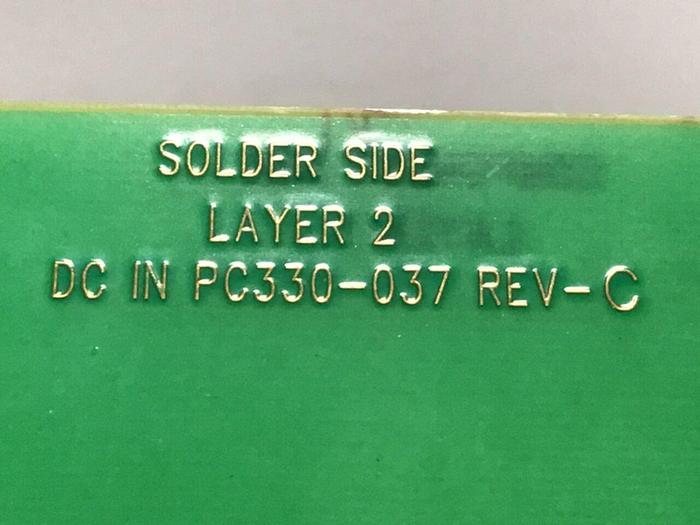 SOLDER SIDE
LAYER 2
DC IN PC330-037 REV-C